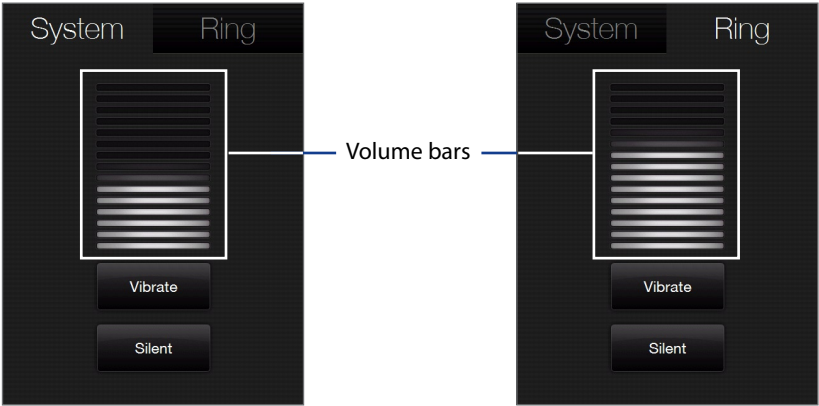 System Ring
System Ring
Volume bars
Vibrate
Vibrate
Silent
Silent